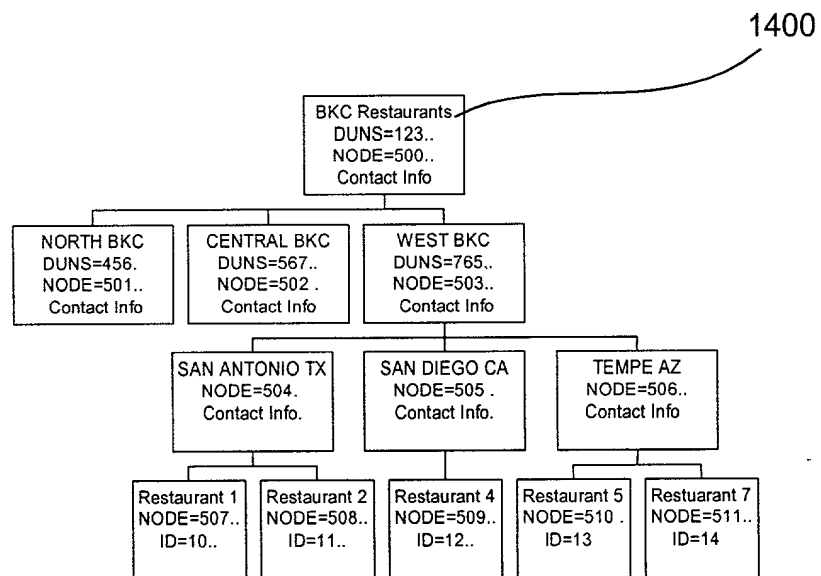 1400
BKC Restaurants
DUNS=123..
NODE=500..
Contact Info
NORTH BKC
DUNS=456.
NODE=501..
Contact Info
CENTRAL BKC
DUNS=567..
NODE=502 .
Contact Info
WEST BKC
DUNS=765..
NODE=503..
Contact Info
SAN ANTONIO TX
NODE=504.
Contact Info.
SAN DIEGO CA
NODE=505 .
Contact Info.
TEMPE AZ
NODE=506..
Contact Info
Restaurant 1
NODE=507..
ID=10..
Restaurant 2
NODE=508..
ID=11..
Restaurant 4
NODE=509..
ID=12..
Restaurant 5
NODE=510 .
ID=13
Restuarant 7
NODE=511..
ID=14